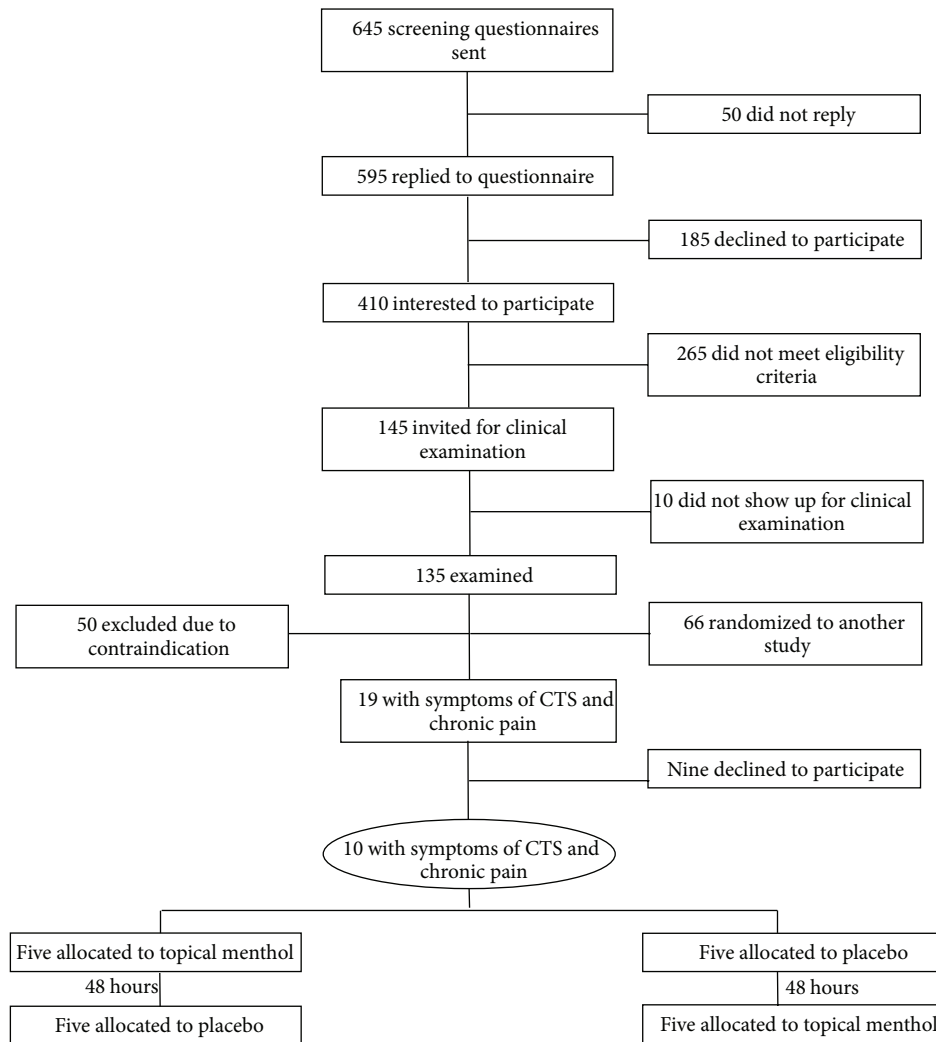 645 screening questionnaires
sent
50 did not reply
595 replied to questionnaire
185 declined to participate
410 interested to participate
265 did not meet eligibility
criteria
145 invited for clinical
examination
10 did not show up for clinical
examination
135 examined
50 excluded due to
contraindication
66 randomized to another
study
19 with symptoms of CTS and
chronic pain
Nine declined to participate
10 with symptoms of CTS and
chronic pain
Five allocated to topical menthol
48 hours
Five allocated to placebo
Five allocated to placebo
48 hours
Five allocated to topical menthol